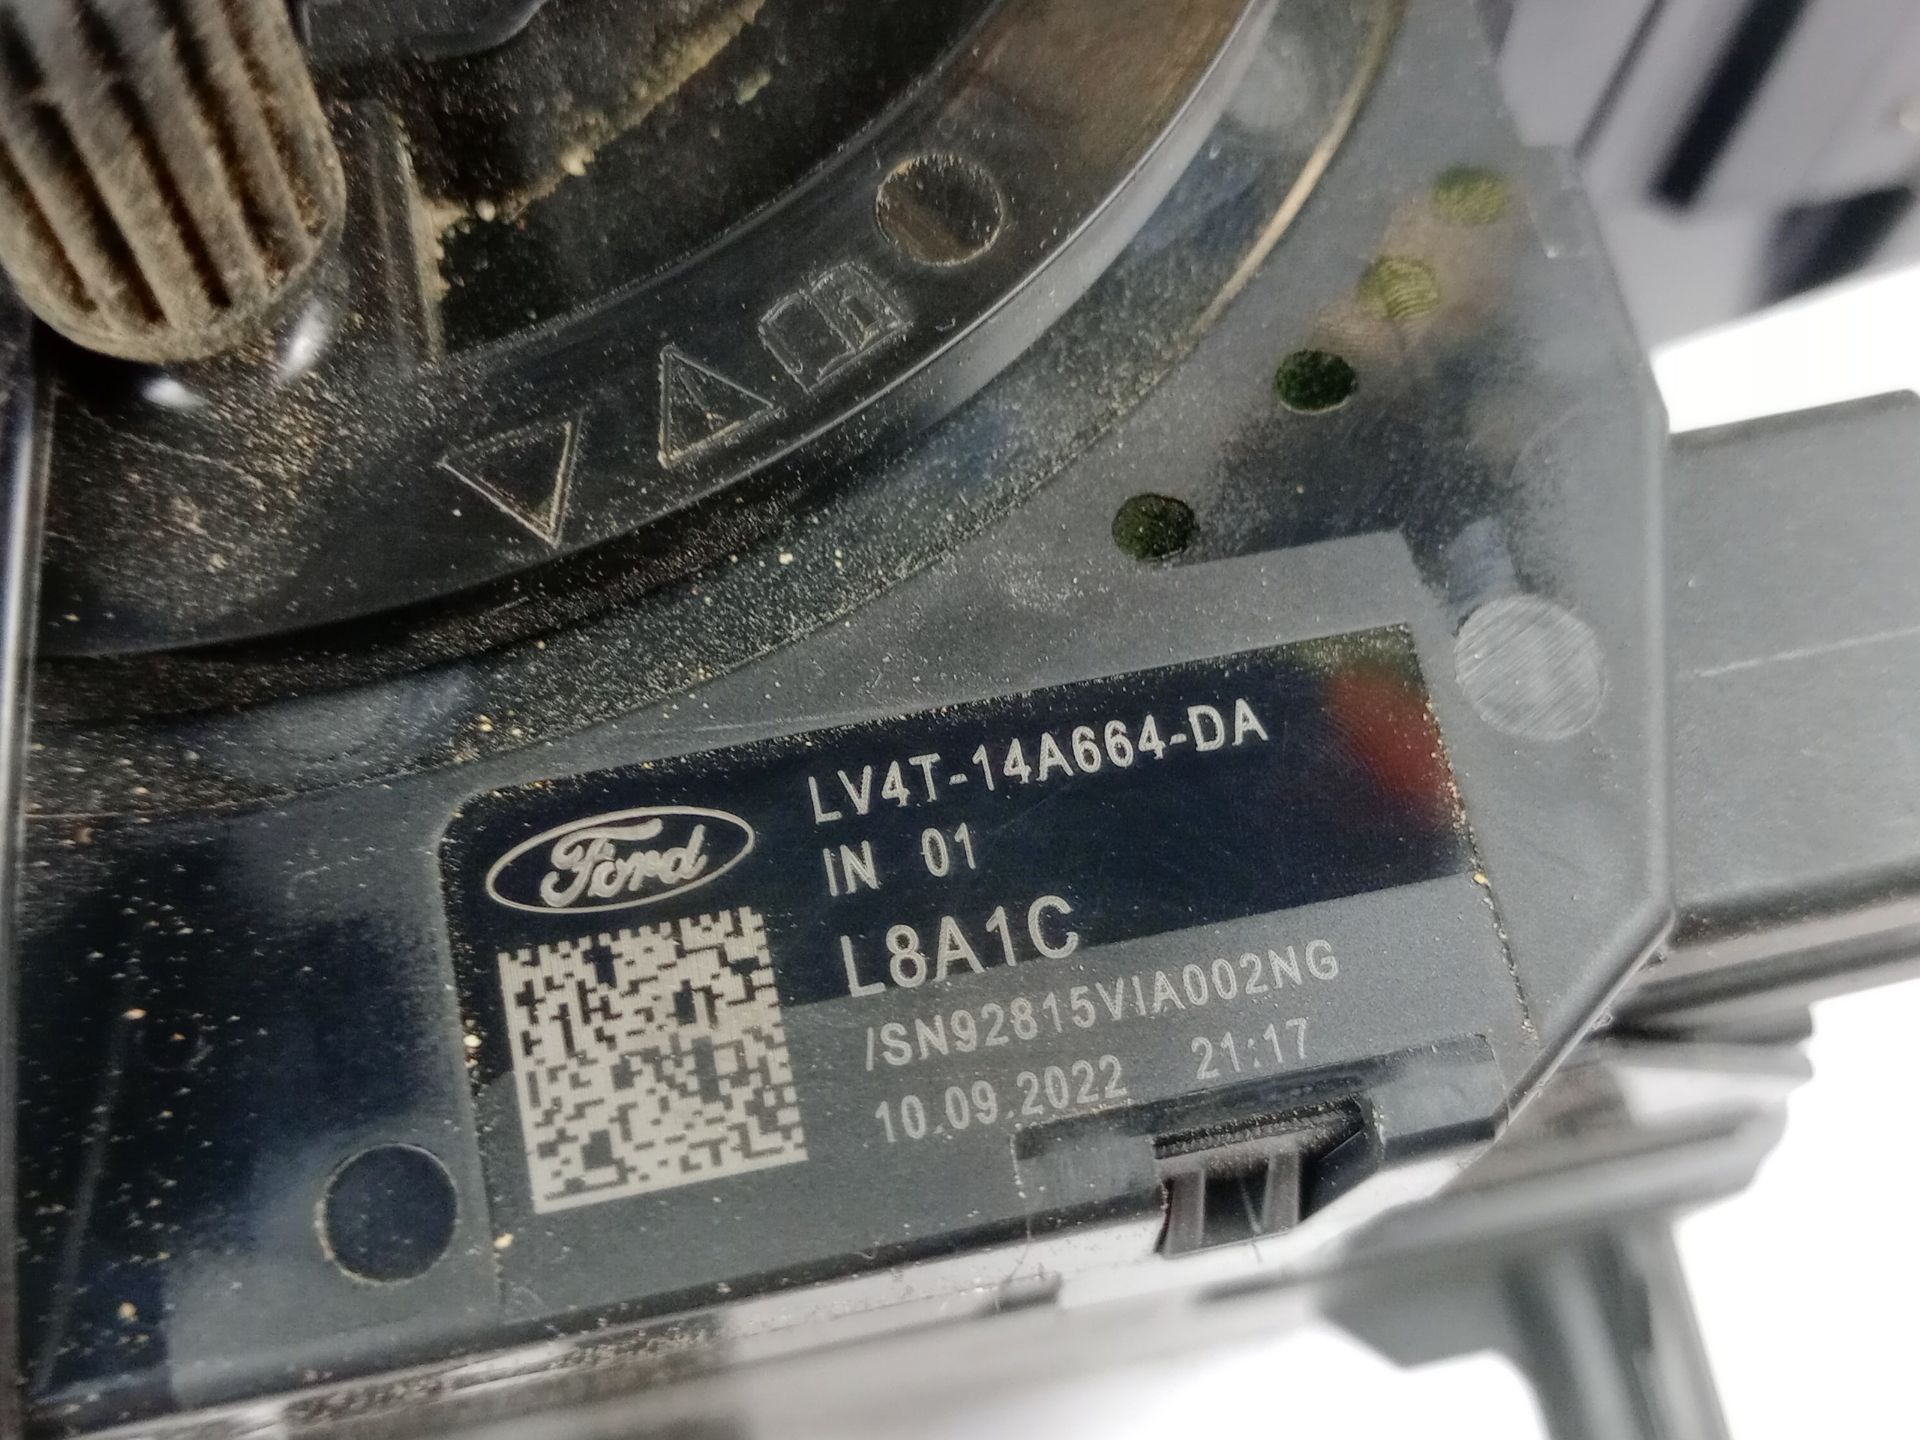 Ford
LV4T-14A664-DA
IN 01
L8A1C
/SN92815VIA002NG
10.09.2022 21:17